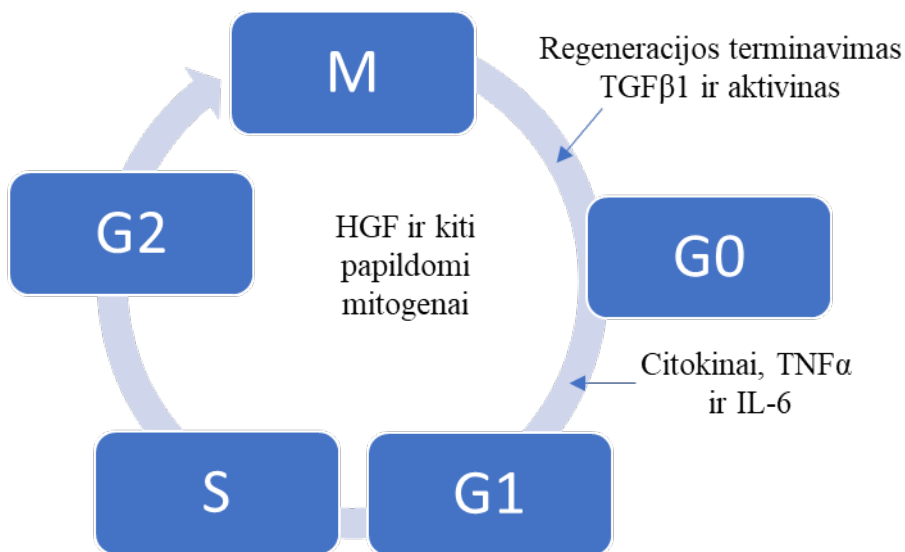 M
Regeneracijos terminavimas
TGFβ1 ir aktivinas
G2
HGF ir kiti
papildomi
mitogenai
G0
Citokinai, TNFα
ir IL-6
S
G1